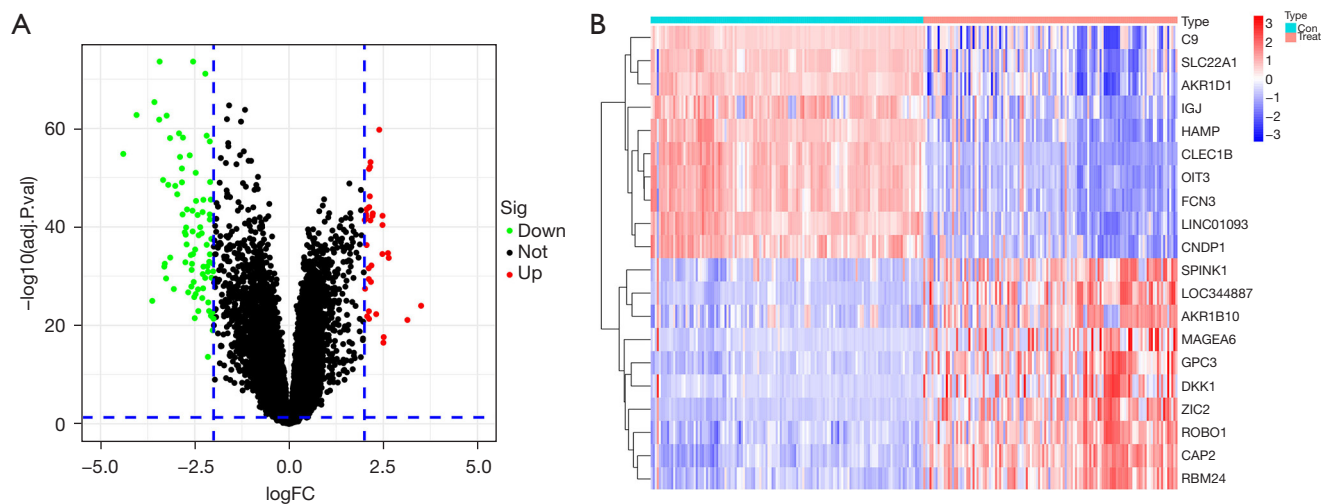 A
−log10(adj.P.val)
60
40
20
0
−5.0
−2.5
0.0
2.5
5.0
logFC
Sig
Down
Not
Up
B
Type
C9
SLC22A1
AKR1D1
IGJ
HAMP
CLEC1B
OIT3
FCN3
LINC01093
CNDP1
SPINK1
LOC344887
AKR1B10
MAGEA6
GPC3
DKK1
ZIC2
ROBO1
CAP2
RBM24
3
2
1
0
−1
−2
−3
Type
Con
Treat